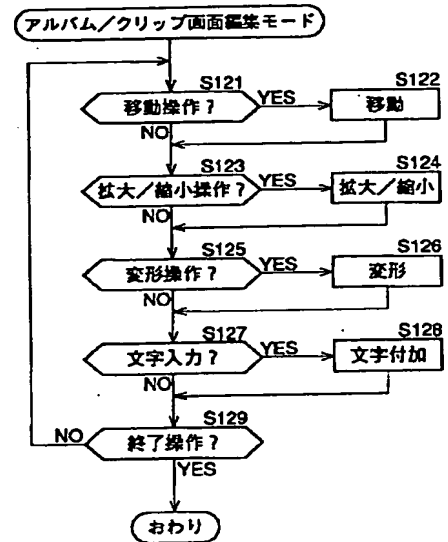 アルバム／クリップ画面編集モード
S121
移動操作？
YES
S122
移動
NO
S123
拡大／縮小操作？
YES
S124
拡大／縮小
NO
S125
変形操作？
YES
S126
変形
NO
S127
文字入力？
YES
S128
文字付加
NO
S129
NO
終了操作？
YES
おわり